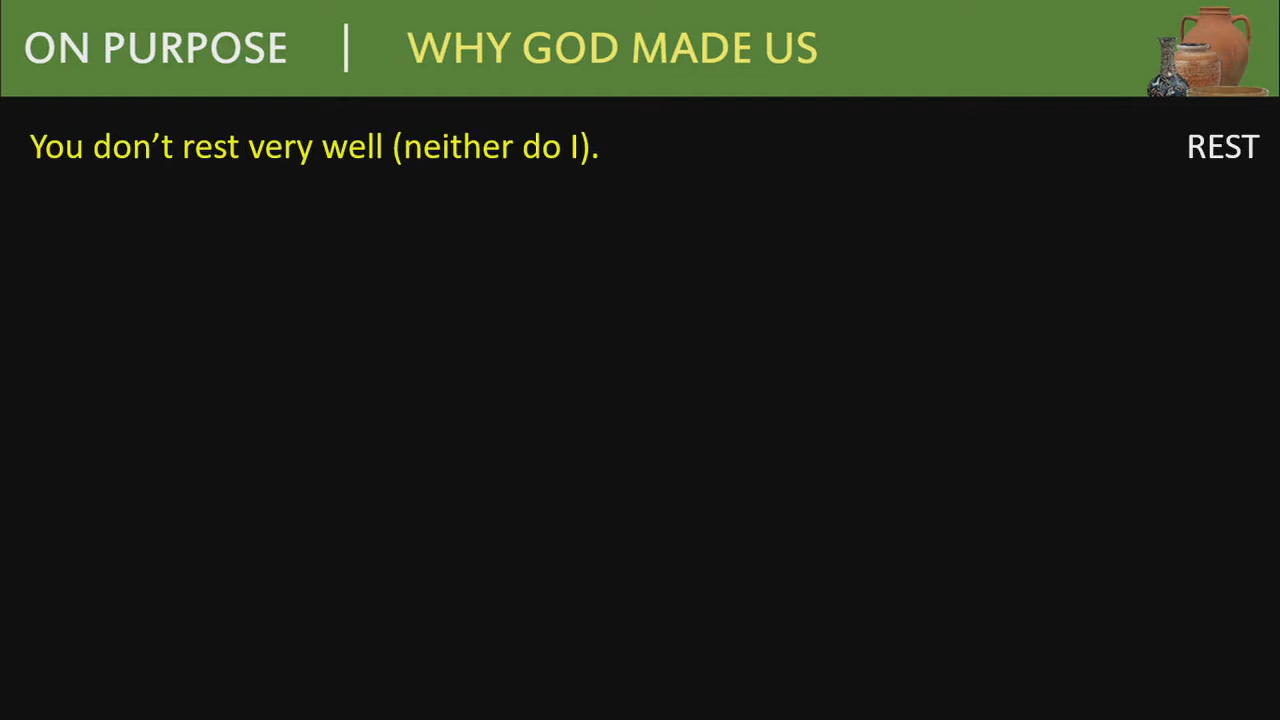 ON PURPOSE | WHY GOD MADE US
You don’t rest very well (neither do I). REST